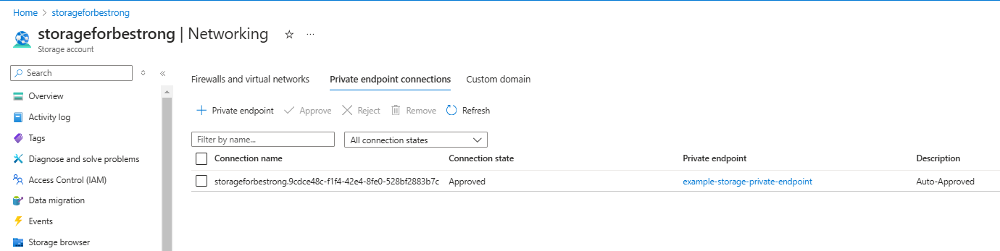 Home > storageforbestrong
storageforbestrong | Networking
Storage account
Search
Overview
Activity log
Tags
Diagnose and solve problems
Access Control (IAM)
Data migration
Events
Storage browser
Firewalls and virtual networks Private endpoint connections Custom domain
Private endpoint Approve Reject Remove Refresh
Filter by name... All connection states
Connection name Connection state Private endpoint Description
storageforbestrong.9cdce48c-f1f4-42e4-8fe0-528bf2883b7c Approved example-storage-private-endpoint Auto-Approved